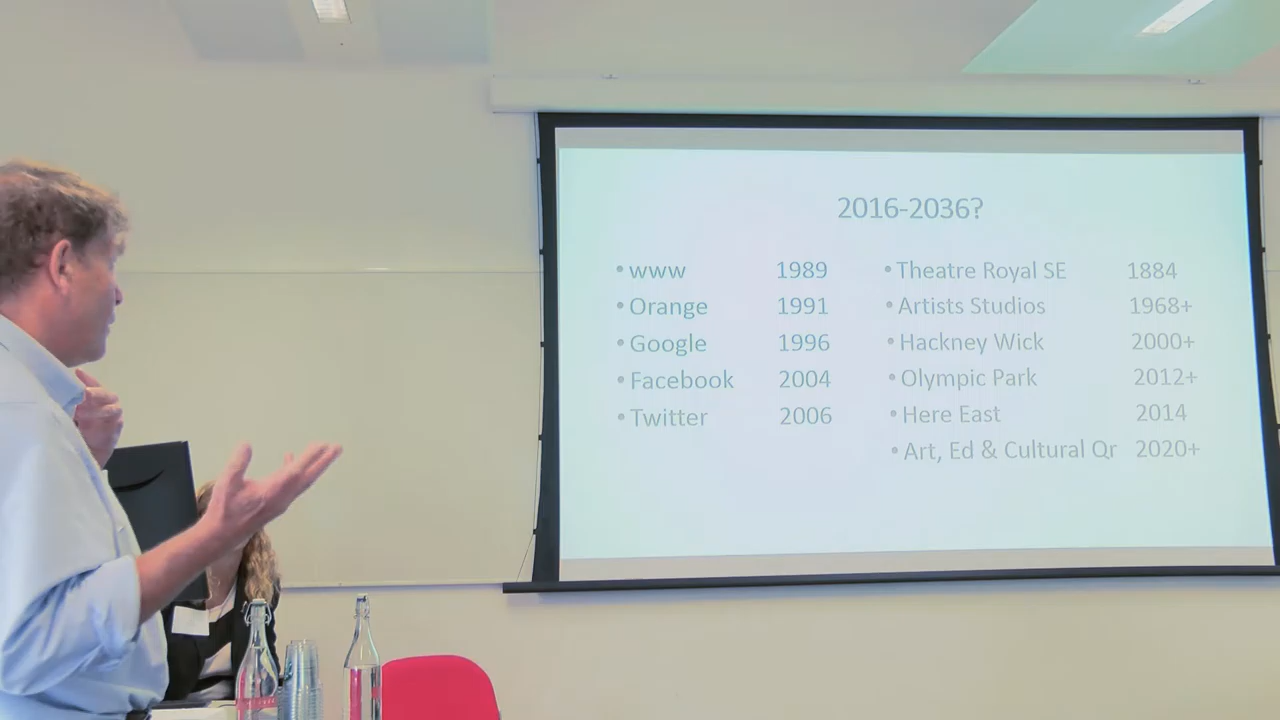 2016-2036?
• www 1989
• Orange 1991
• Google 1996
• Facebook 2004
• Twitter 2006
• Theatre Royal SE 1884
• Artists Studios 1968+
• Hackney Wick 2000+
• Olympic Park 2012+
• Here East 2014
• Art, Ed & Cultural Qr 2020+